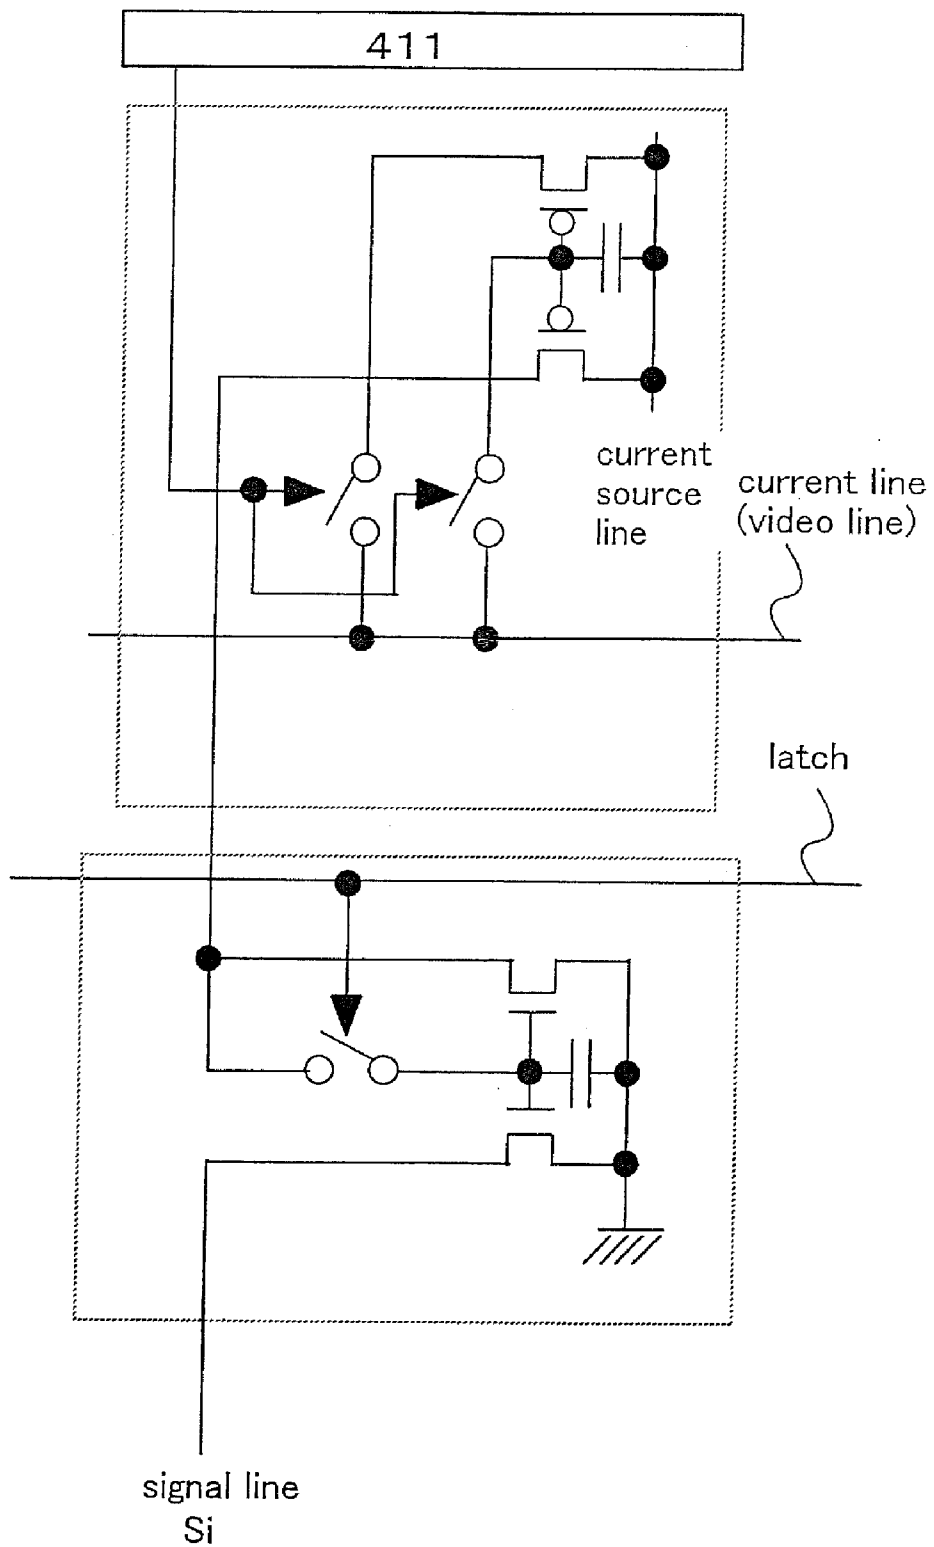 411
current
source
line
current line
(video line)
latch
signal line
Si